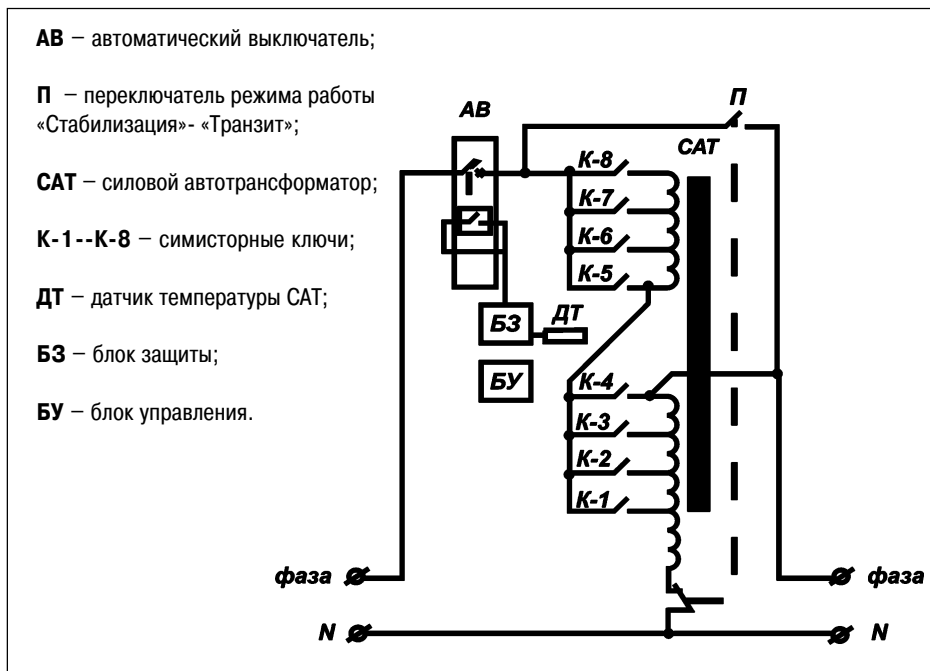 АВ – автоматический выключатель;
П – переключатель режима работы
«Стабилизация»- «Транзит»;
САТ – силовой автотрансформатор;
К-1--К-8 – симисторные ключи;
ДТ – датчик температуры САТ;
БЗ – блок защиты;
БУ – блок управления.
АВ
П
САТ
К-8
К-7
К-6
К-5
БЗ
ДТ
БУ
К-4
К-3
К-2
К-1
фаза
фаза
N
N